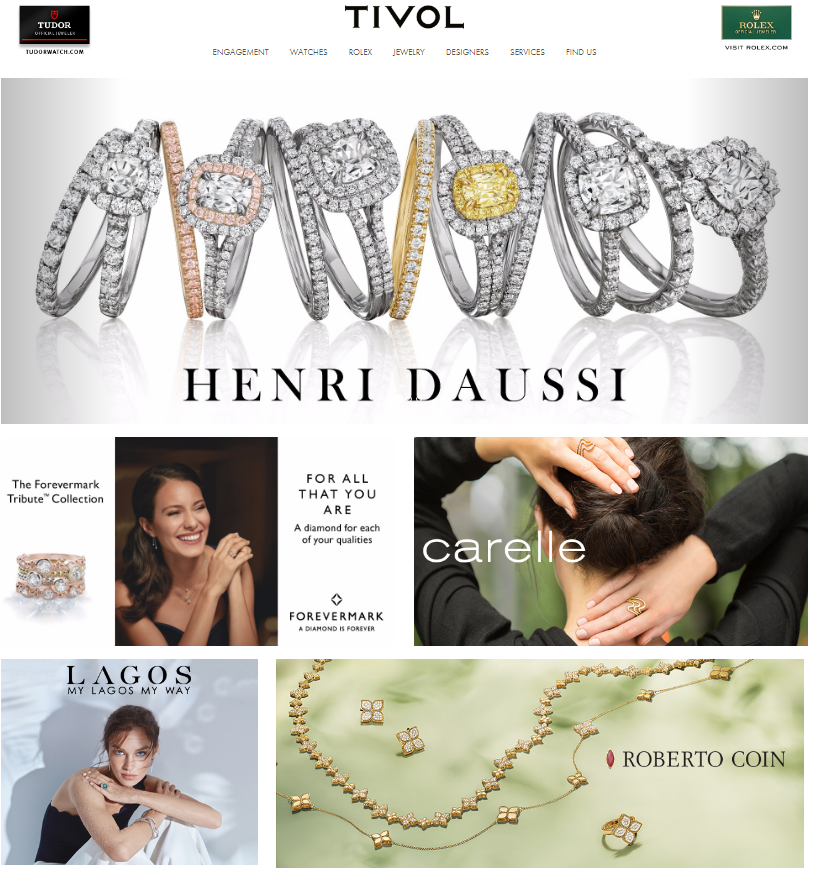 TUDOR
OFFICIAL JEWELER
TUDORWATCH.COM
TIVOL
ROLEX
OFFICIAL JEWELER
VISIT ROLEX.COM
ENGAGEMENT WATCHES ROLEX JEWELRY DESIGNERS SERVICES FIND US
HENRI DAUSSI
The Forevermark
Tribute™ Collection
FOR ALL
THAT YOU
ARE
A diamond for each
of your qualities
FOREVERMARK
A DIAMOND IS FOREVER
carelle
LAGOS
MY LAGOS MY WAY
ROBERTO COIN